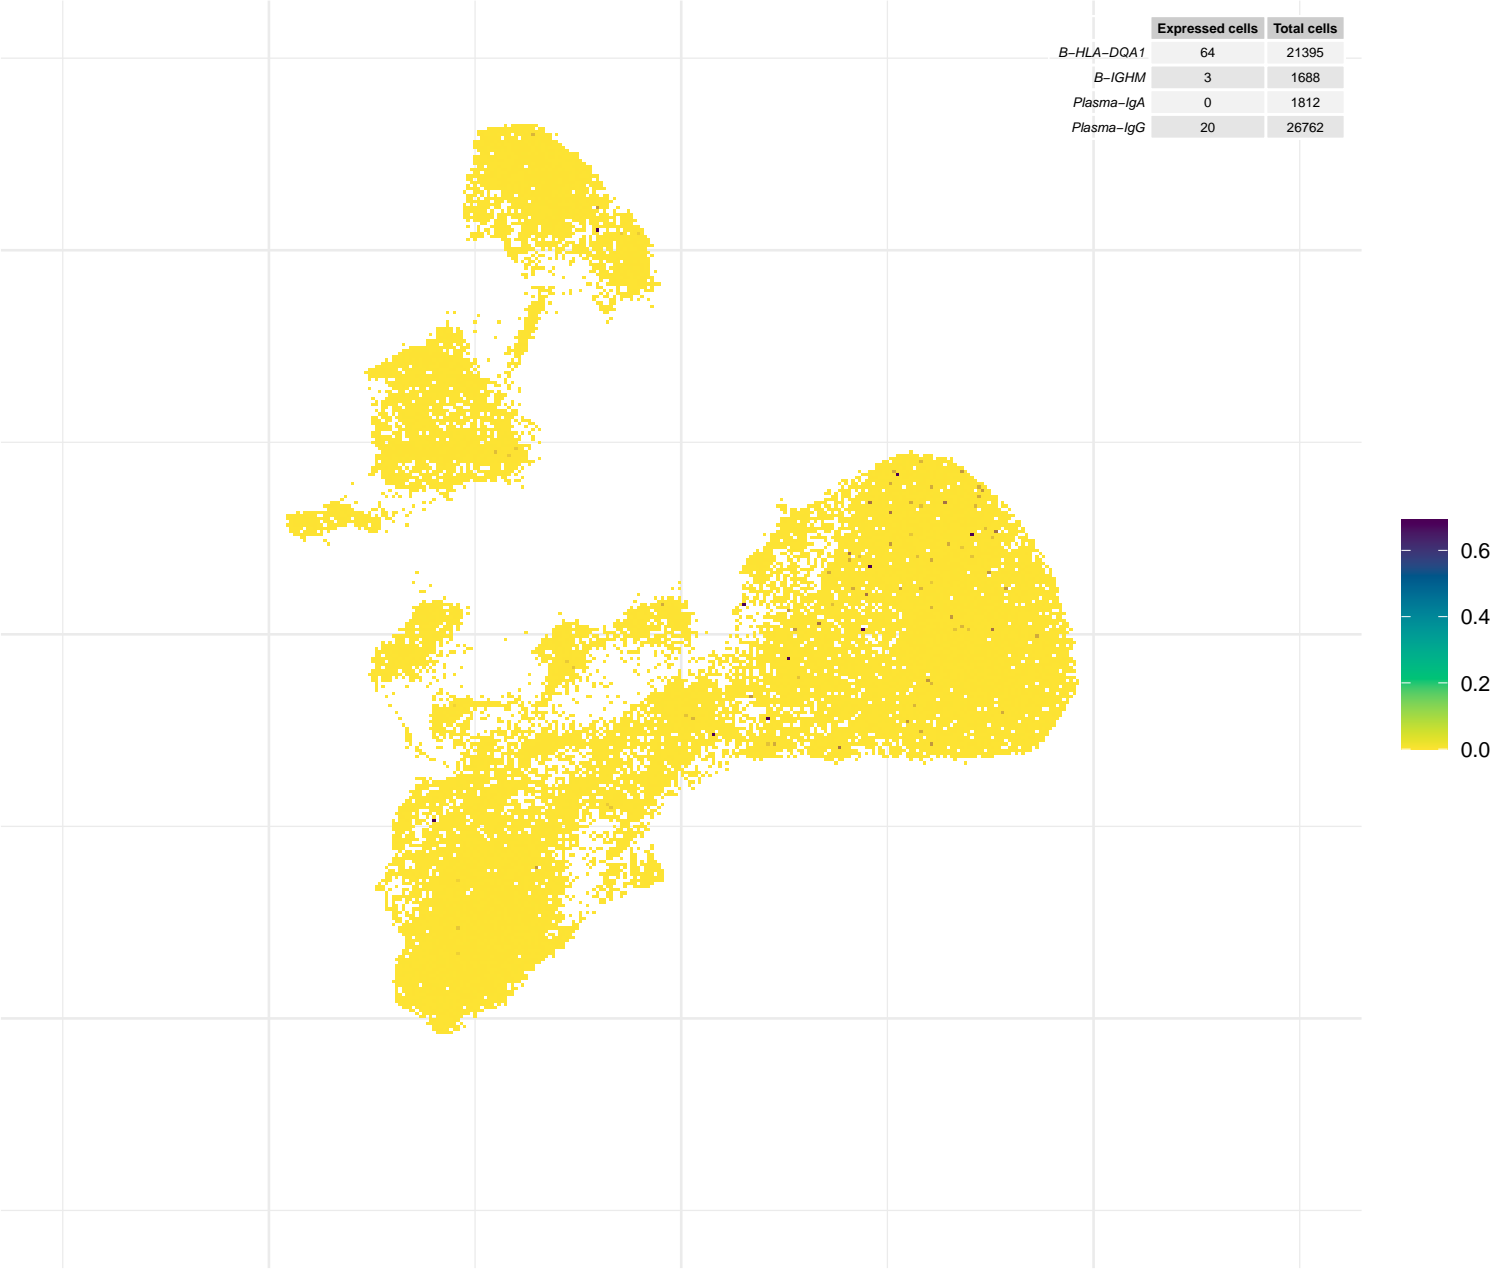 Expressed cells Total cells
B−HLA−DQA1 64 21395
B−IGHM 3 1688
Plasma−IgA 0 1812
Plasma−IgG 20 26762
0.6
0.4
0.2
0.0